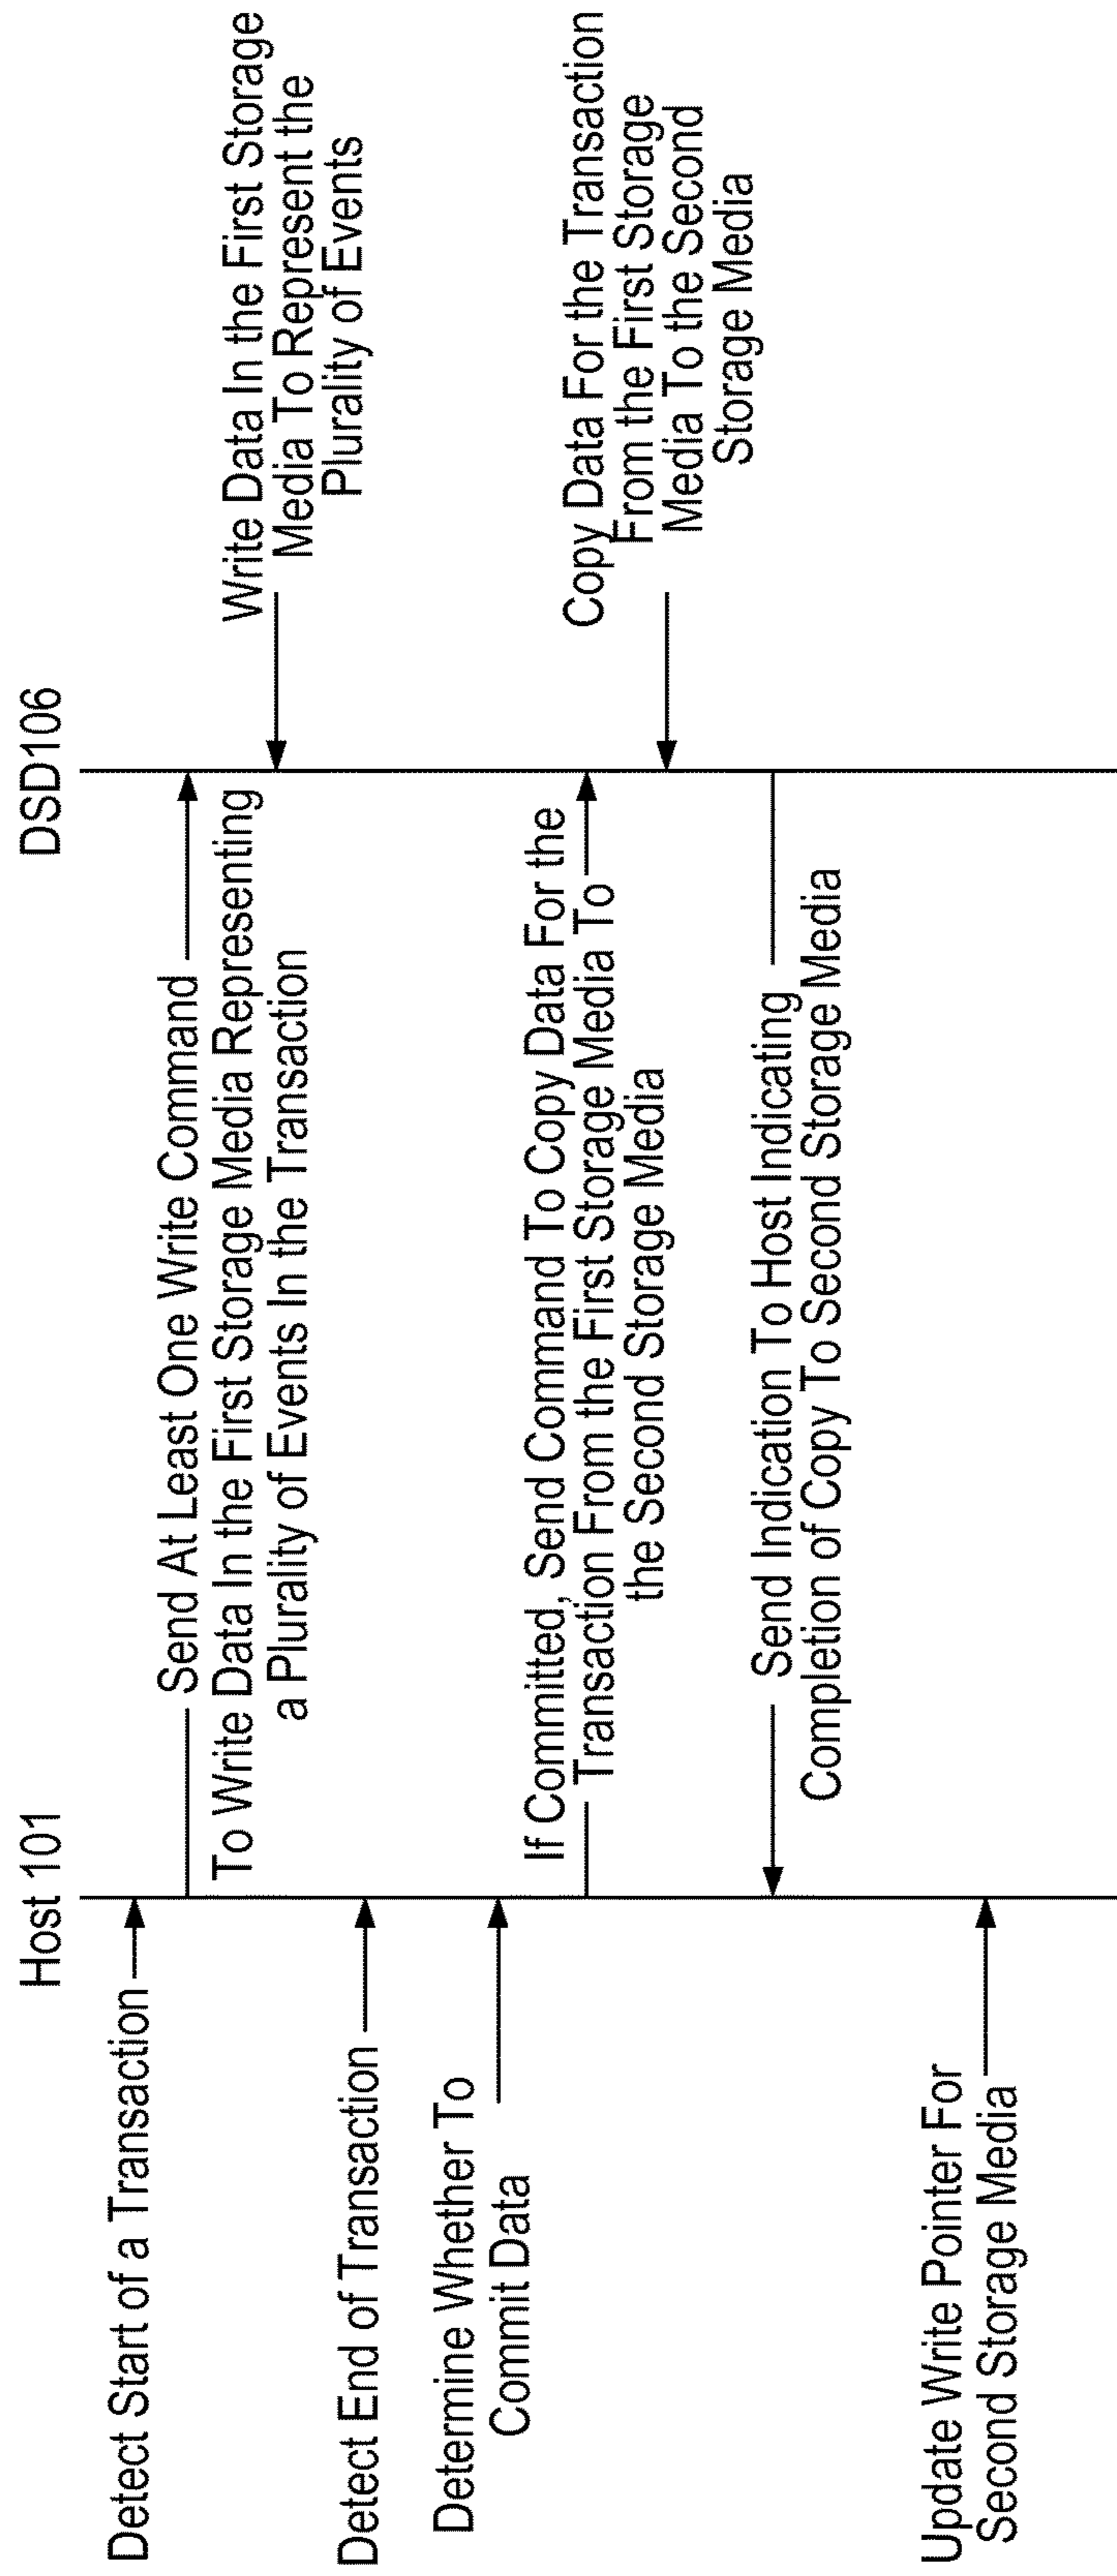 Host 101
DSD106
Detect Start of a Transaction
Send At Least One Write Command
To Write Data In the First Storage Media Representing
a Plurality of Events In the Transaction
Write Data In the First Storage
Media To Represent the
Plurality of Events
Detect End of Transaction
Determine Whether To
Commit Data
If Committed, Send Command To Copy Data For the
Transaction From the First Storage Media To
the Second Storage Media
Copy Data For the Transaction
From the First Storage
Media To the Second
Storage Media
Send Indication To Host Indicating
Completion of Copy To Second Storage Media
Update Write Pointer For
Second Storage Media